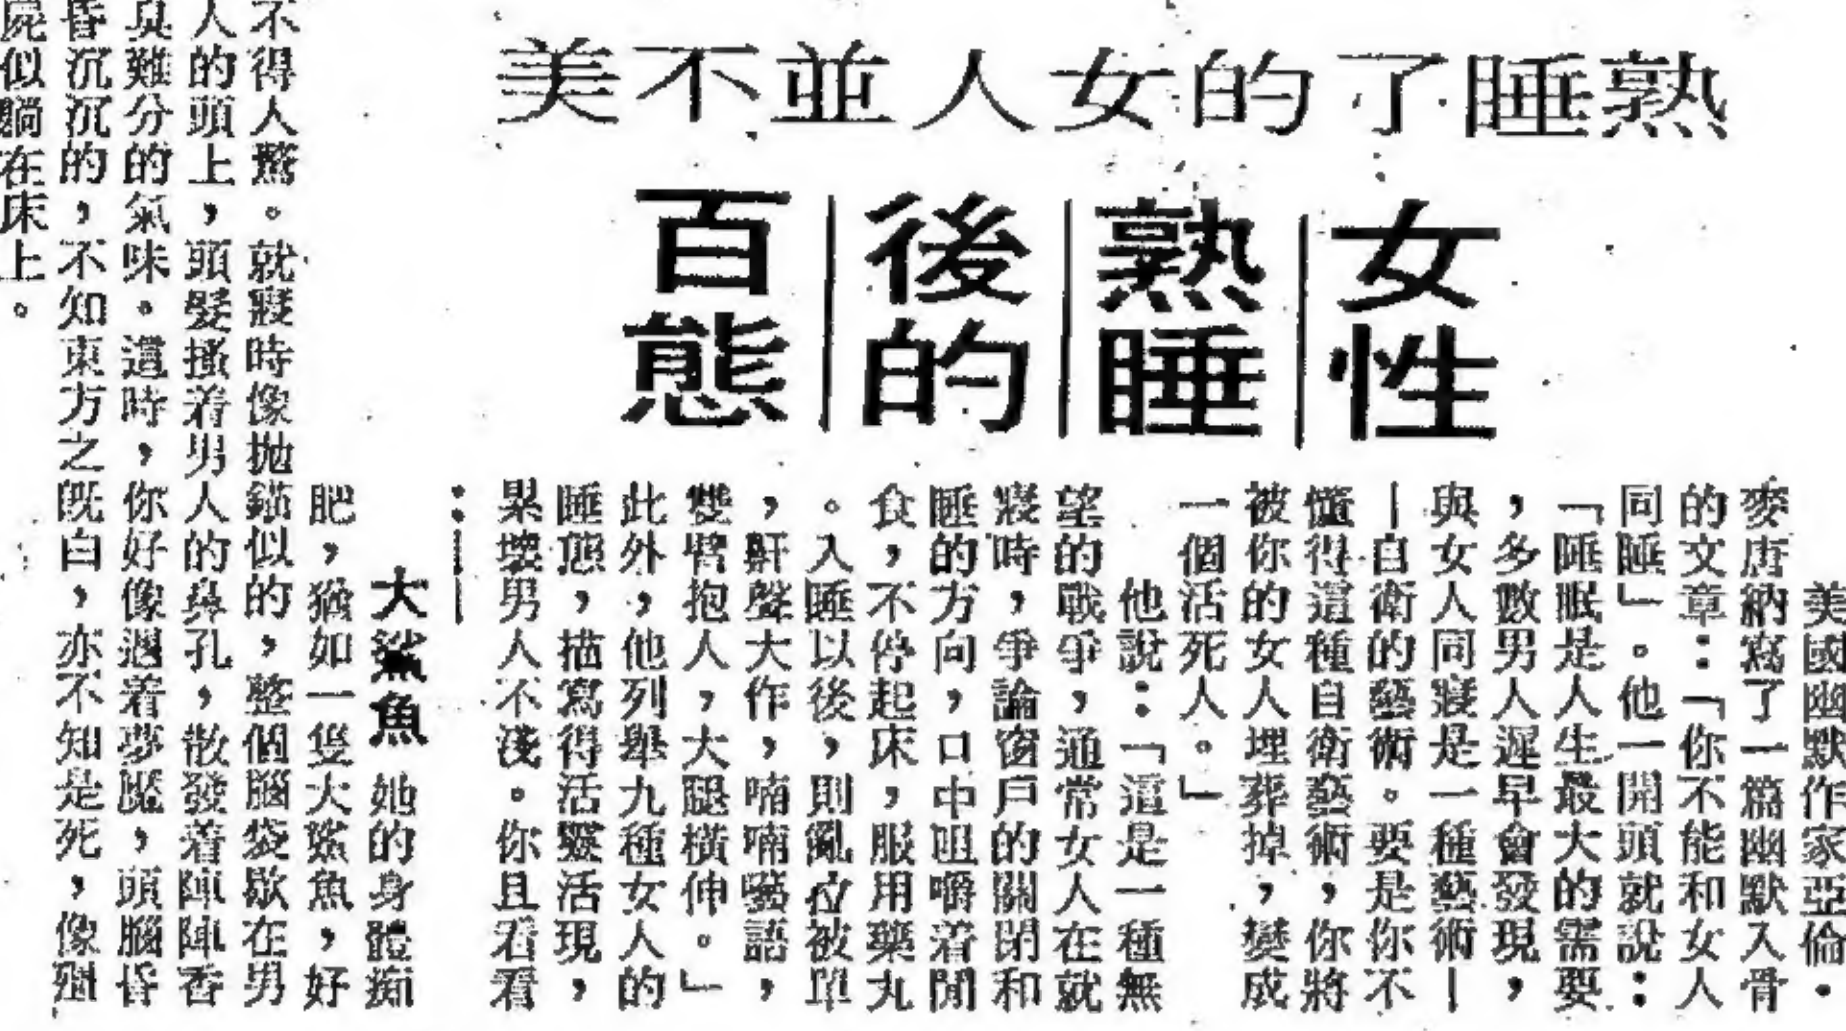 熟睡了的女人並不美
女性
熟睡
後的
百態
美國幽默作家亞倫・
麥唐納寫了一篇幽默入骨
的文章：「你不能和女人
同睡」。他一開頭就說：
「睡眠是人生最大的需要
，多數男人遲早會發現，
與女人同寢是一種藝術—
—自衛的藝術。要是你不
懂得這種自衛藝術，你將
被你的女人埋葬掉，變成
一個活死人。」
他說：「這是一種無
望的戰爭，通常女人在就
寢時，爭論窗戶的關閉和
睡的方向，口中咀嚼着閒
食，不停起床，服用藥丸
。入睡以後，則亂拉被單
，鼾聲大作，喃喃囈語，
雙臂抱人，大腿橫伸。」
此外，他列舉九種女人的
睡態，描寫得活靈活現，
累壞男人不淺。你且看看
：—
大鯊魚 她的身體痴
肥，猶如一隻大鯊魚，好
不得人驚。就寢時像拋錨似的，整個腦袋歇在男
人的頭上，頭髮搔着男人的鼻孔，散發着陣陣香
臭難分的氣味。這時，你好像遇着夢魘，頭腦昏
昏沉沉的，不知東方之既白，亦不知是死，像殭
屍似躺在床上。